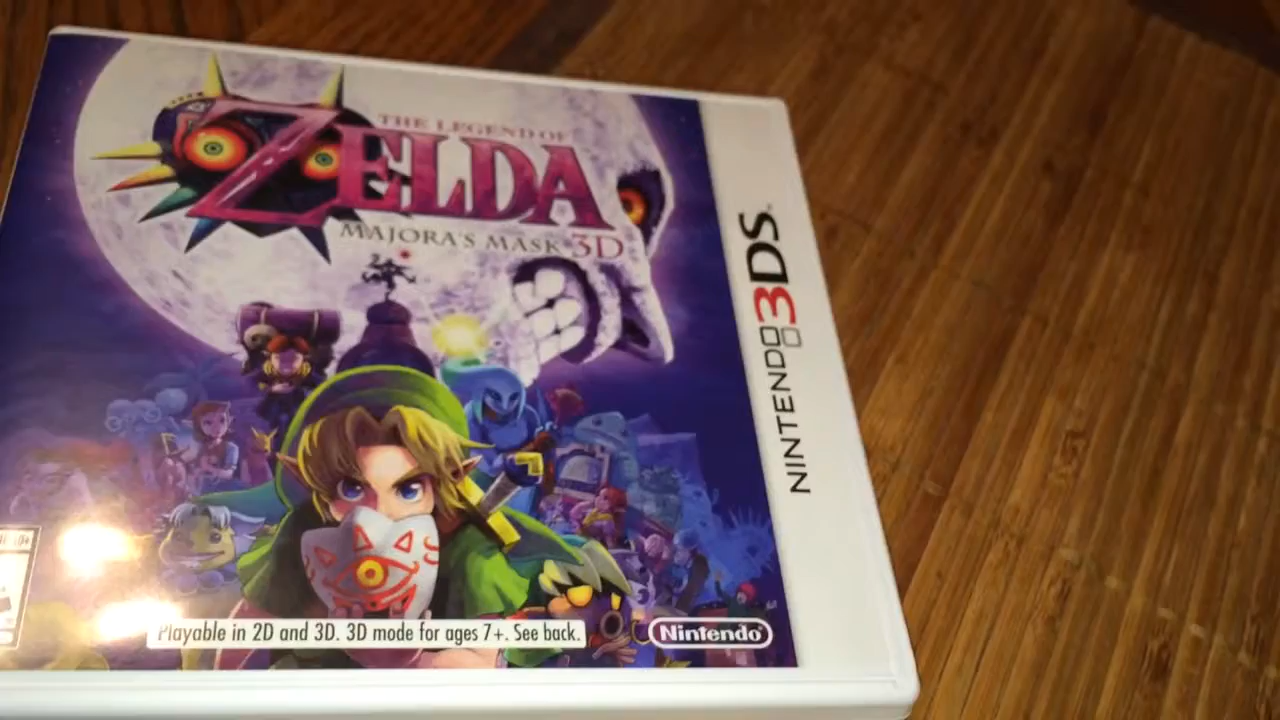 THE LEGEND OF
ZELDA
MAJORA'S MASK 3D
NINTENDO 3DS
Playable in 2D and 3D. 3D mode for ages 7+. See back.
Nintendo